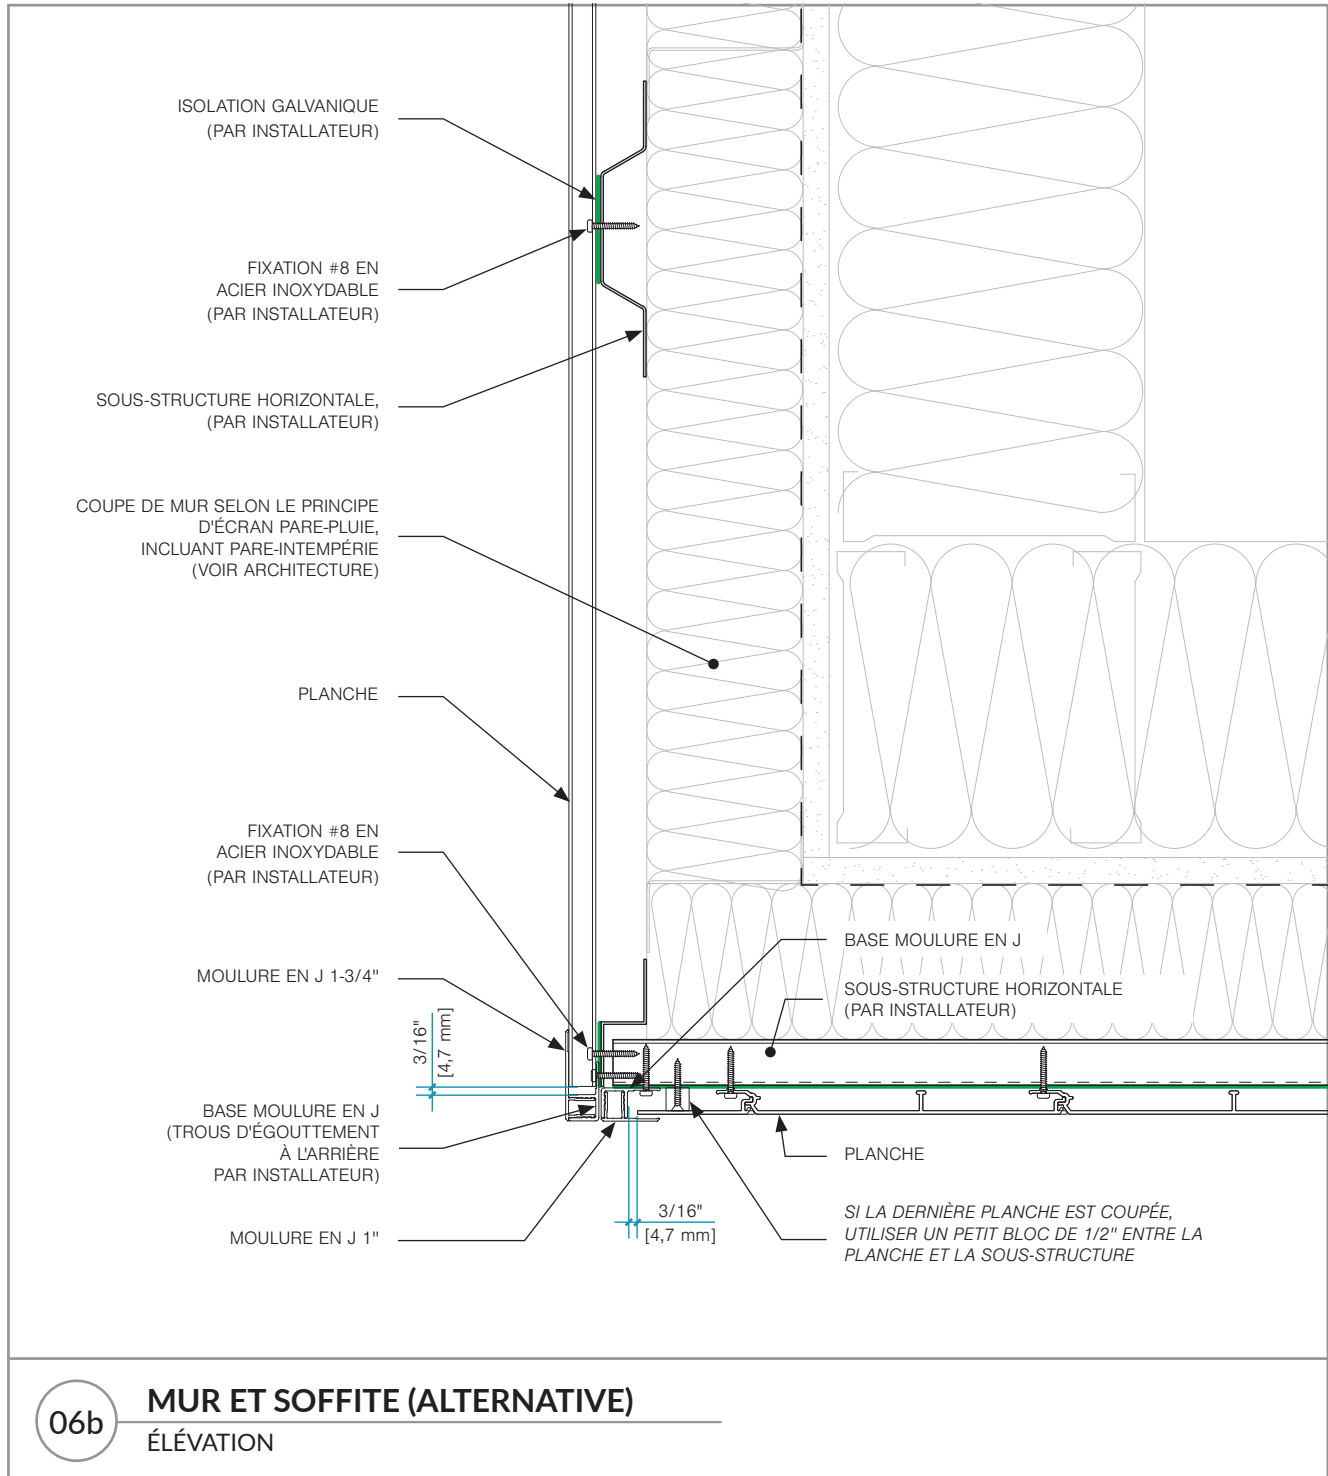 ISOLATION GALVANIQUE
(PAR INSTALLATEUR)
FIXATION #8 EN
ACIER INOXYDABLE
(PAR INSTALLATEUR)
SOUS-STRUCTURE HORIZONTALE,
(PAR INSTALLATEUR)
COUPE DE MUR SELON LE PRINCIPE
D'ÉCRAN PARE-PLUIE,
INCLUANT PARE-INTEMPÉRIE
(VOIR ARCHITECTURE)
PLANCHE
FIXATION #8 EN
ACIER INOXYDABLE
(PAR INSTALLATEUR)
MOULURE EN J 1-3/4"
3/16"
[4,7 mm]
BASE MOULURE EN J
(TROUS D'ÉGOUTTEMENT
À L'ARRIÈRE
PAR INSTALLATEUR)
MOULURE EN J 1"
BASE MOULURE EN J
SOUS-STRUCTURE HORIZONTALE
(PAR INSTALLATEUR)
PLANCHE
3/16"
[4,7 mm]
SI LA DERNIÈRE PLANCHE EST COUPÉE,
UTILISER UN PETIT BLOC DE 1/2" ENTRE LA
PLANCHE ET LA SOUS-STRUCTURE
06b
MUR ET SOFFITE (ALTERNATIVE)
ÉLÉVATION